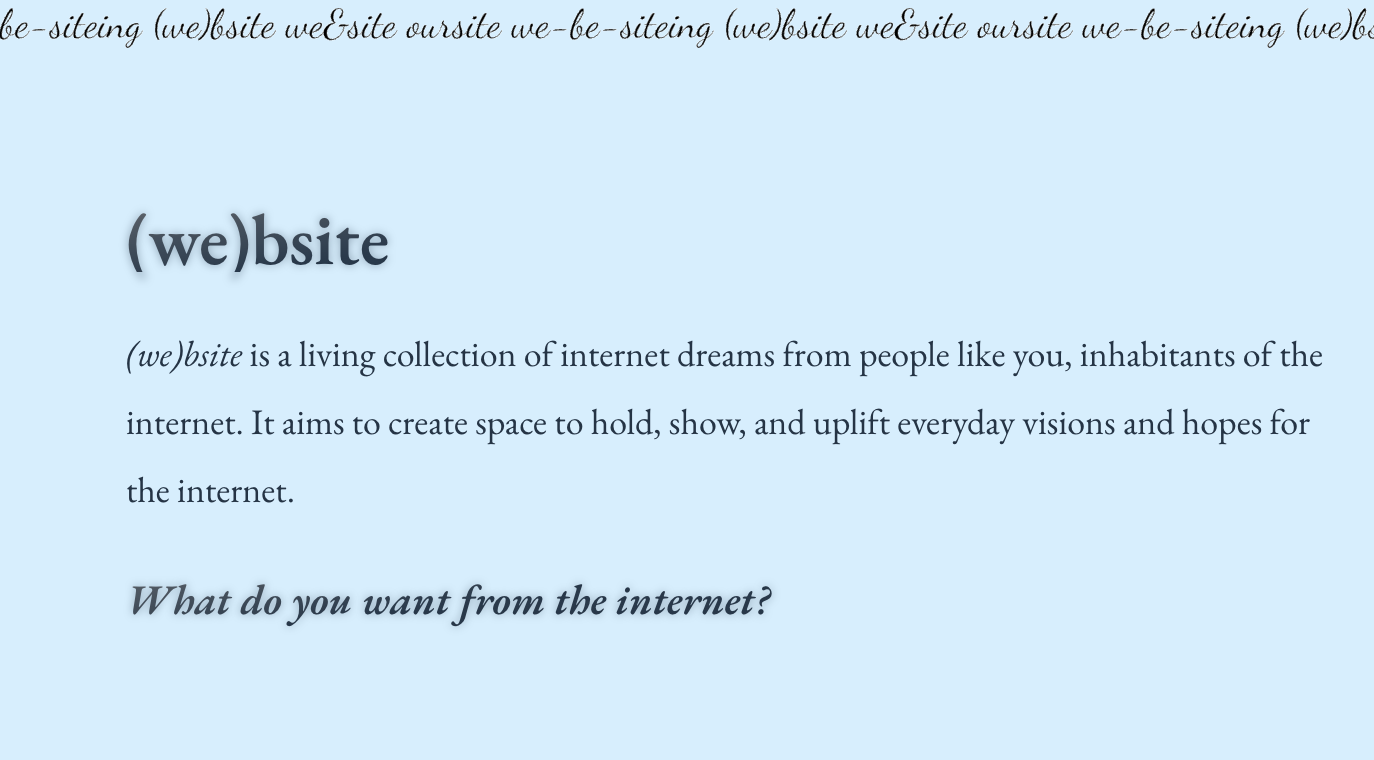 be-siteing (we)bsite we&site oursite we-be-siteing (we)bsite we&site oursite we-be-siteing (we)bs
(we)bsite
(we)bsite is a living collection of internet dreams from people like you, inhabitants of the
internet. It aims to create space to hold, show, and uplift everyday visions and hopes for
the internet.
What do you want from the internet?